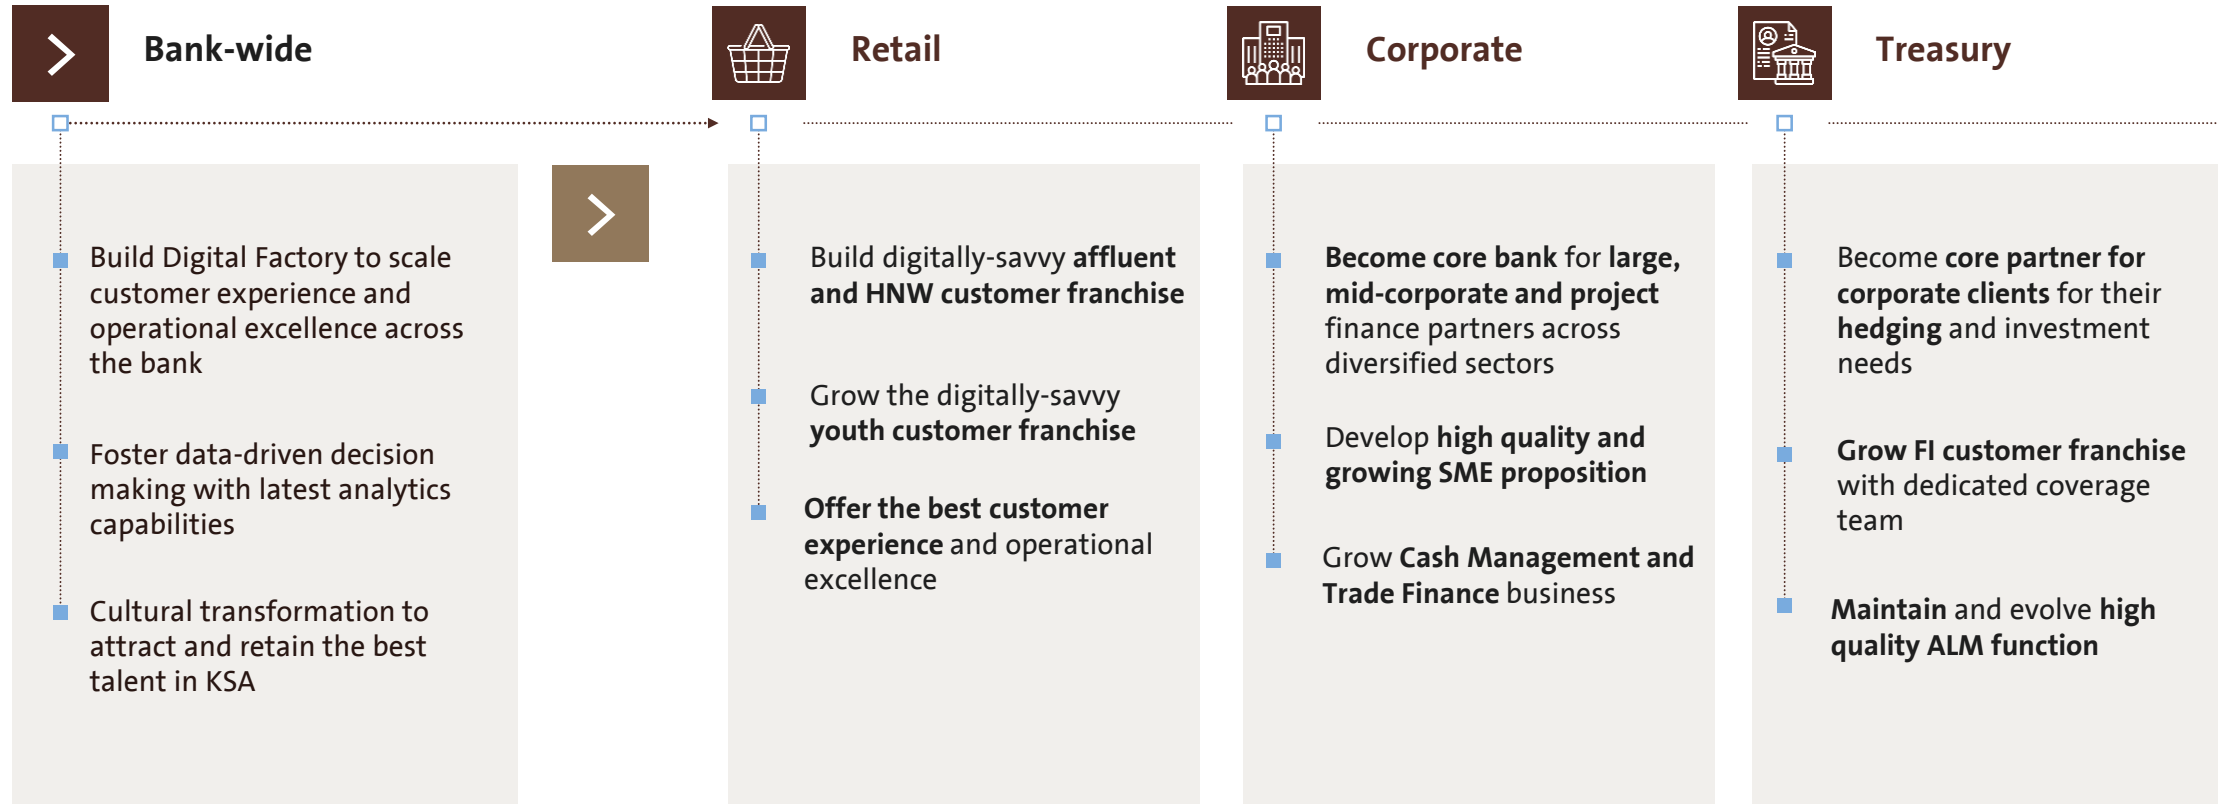 Bank-wide
Build Digital Factory to scale
customer experience and
operational excellence across
the bank
Foster data-driven decision
making with latest analytics
capabilities
Cultural transformation to
attract and retain the best
talent in KSA
Retail
Build digitally-savvy affluent
and HNW customer franchise
Grow the digitally-savvy
youth customer franchise
Offer the best customer
experience and operational
excellence
Corporate
Become core bank for large,
mid-corporate and project
finance partners across
diversified sectors
Develop high quality and
growing SME proposition
Grow Cash Management and
Trade Finance business
Treasury
Become core partner for
corporate clients for their
hedging and investment
needs
Grow FI customer franchise
with dedicated coverage
team
Maintain and evolve high
quality ALM function